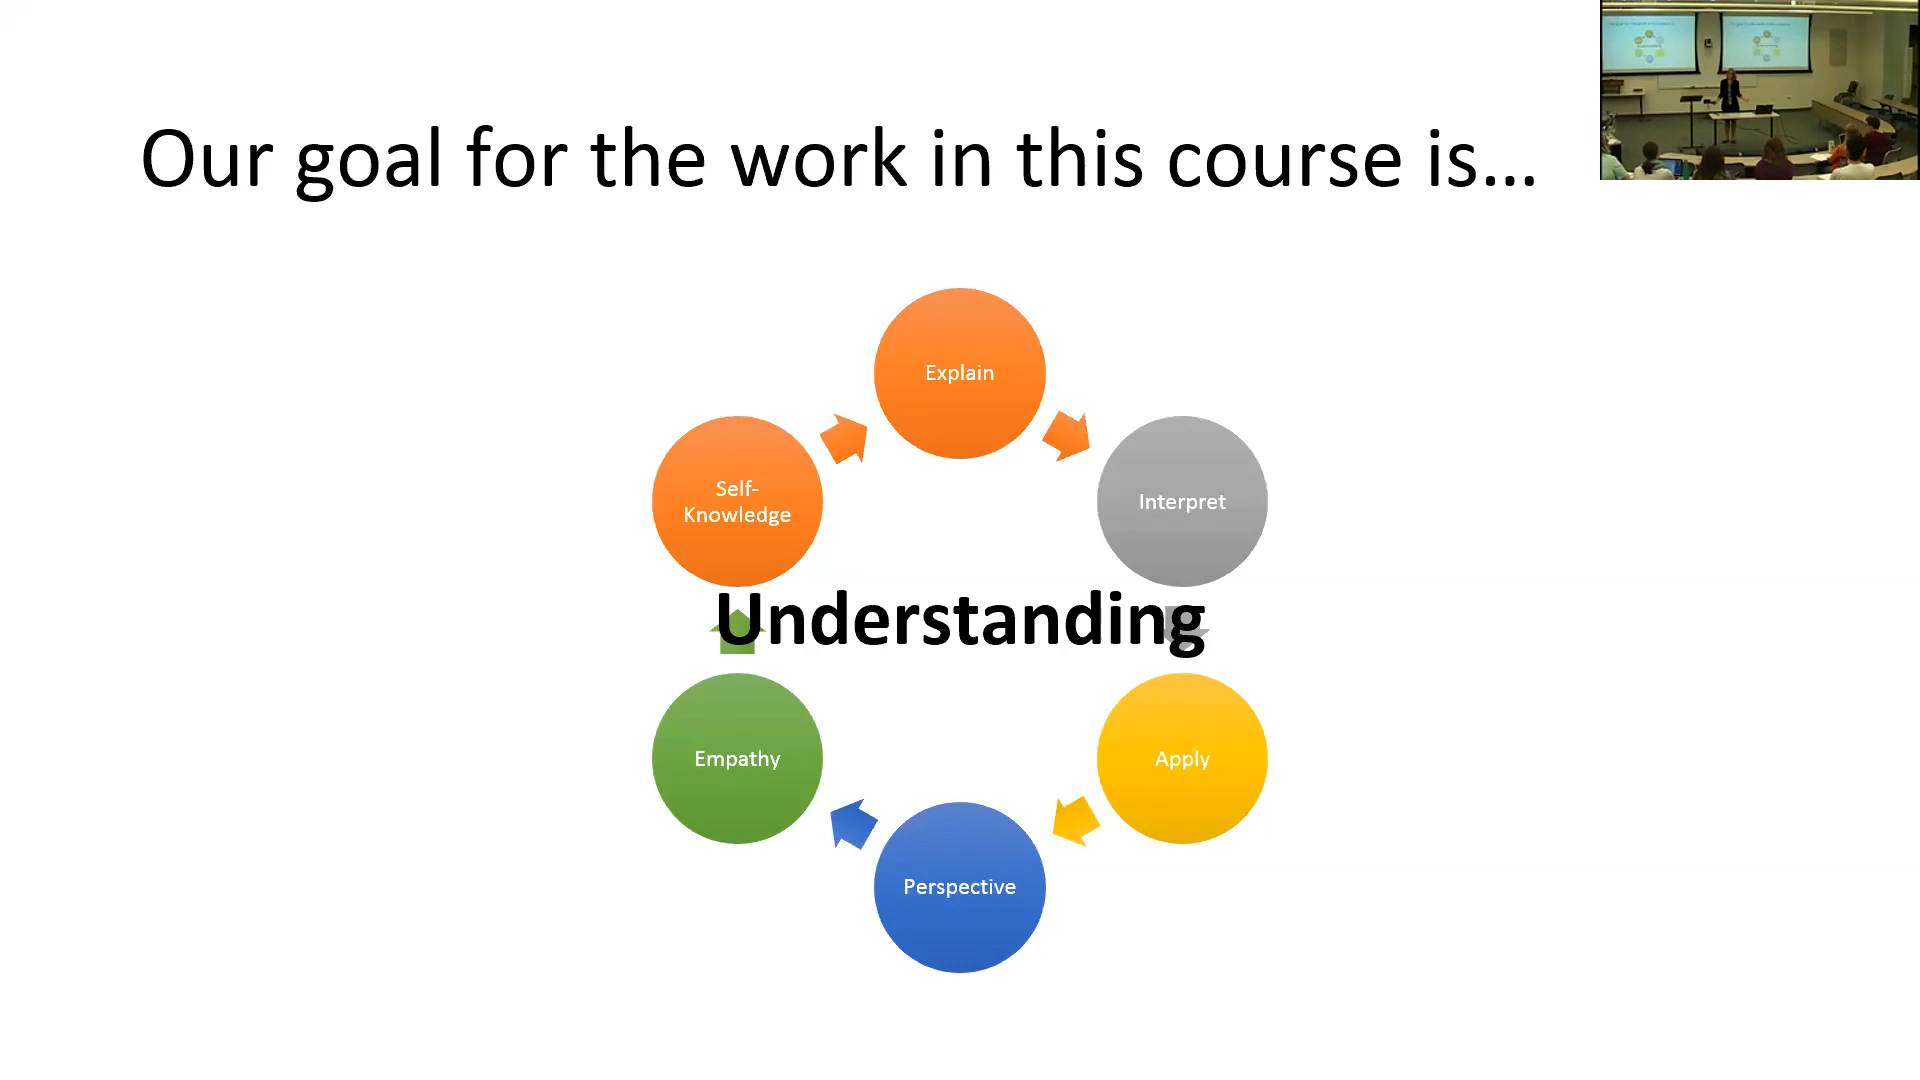 Our goal for the work in this course is...
Explain
Self-
Knowledge
Interpret
Understanding
Empathy
Apply
Perspective